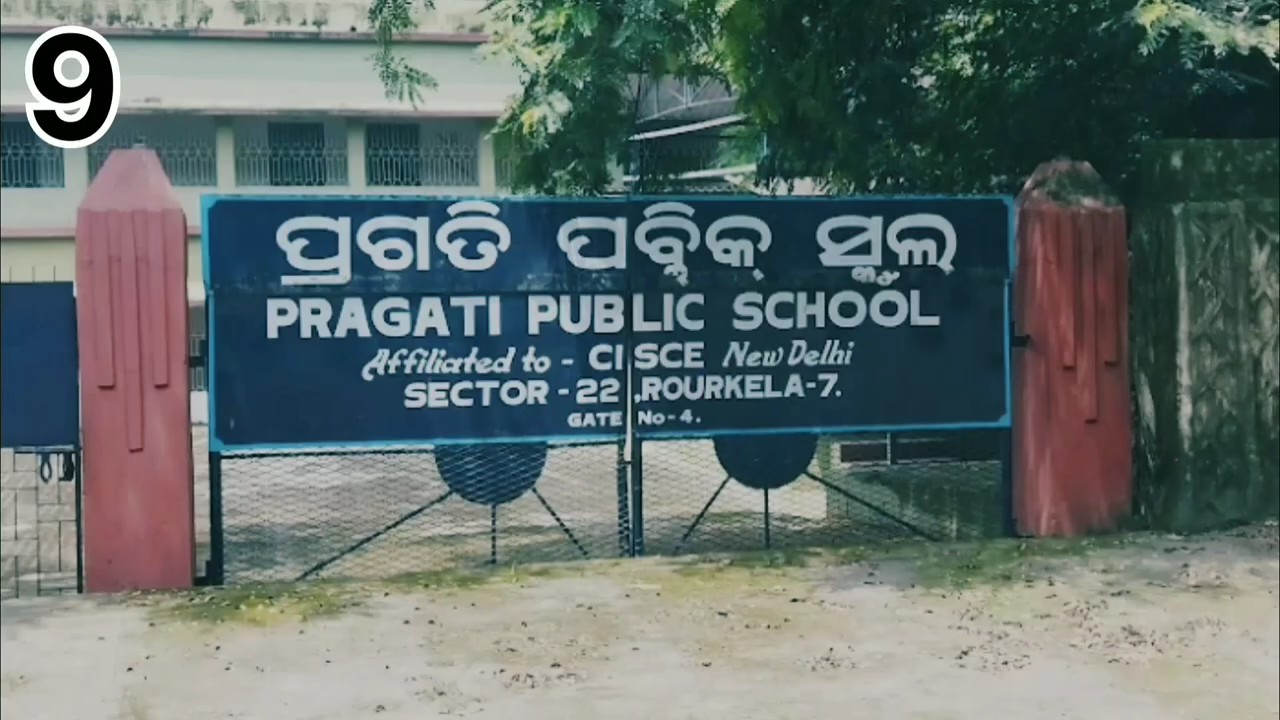 9
ପ୍ରଗତି ପବ୍ଲିକ୍ ସ୍କୁଲ୍
PRAGATI PUBLIC SCHOOL
Affiliated to - CISCE New Delhi
SECTOR - 22 ,ROURKELA-7.
GATE No-4.